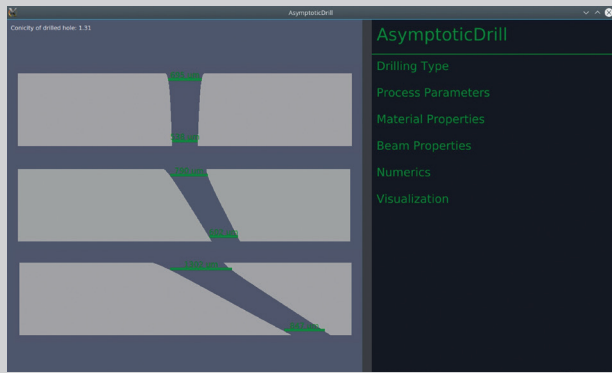 AsymptoticDrill
Conicity of drilled hole: 1.31
AsymptoticDrill
Drilling Type
Process Parameters
Material Properties
Beam Properties
Numerics
Visualization